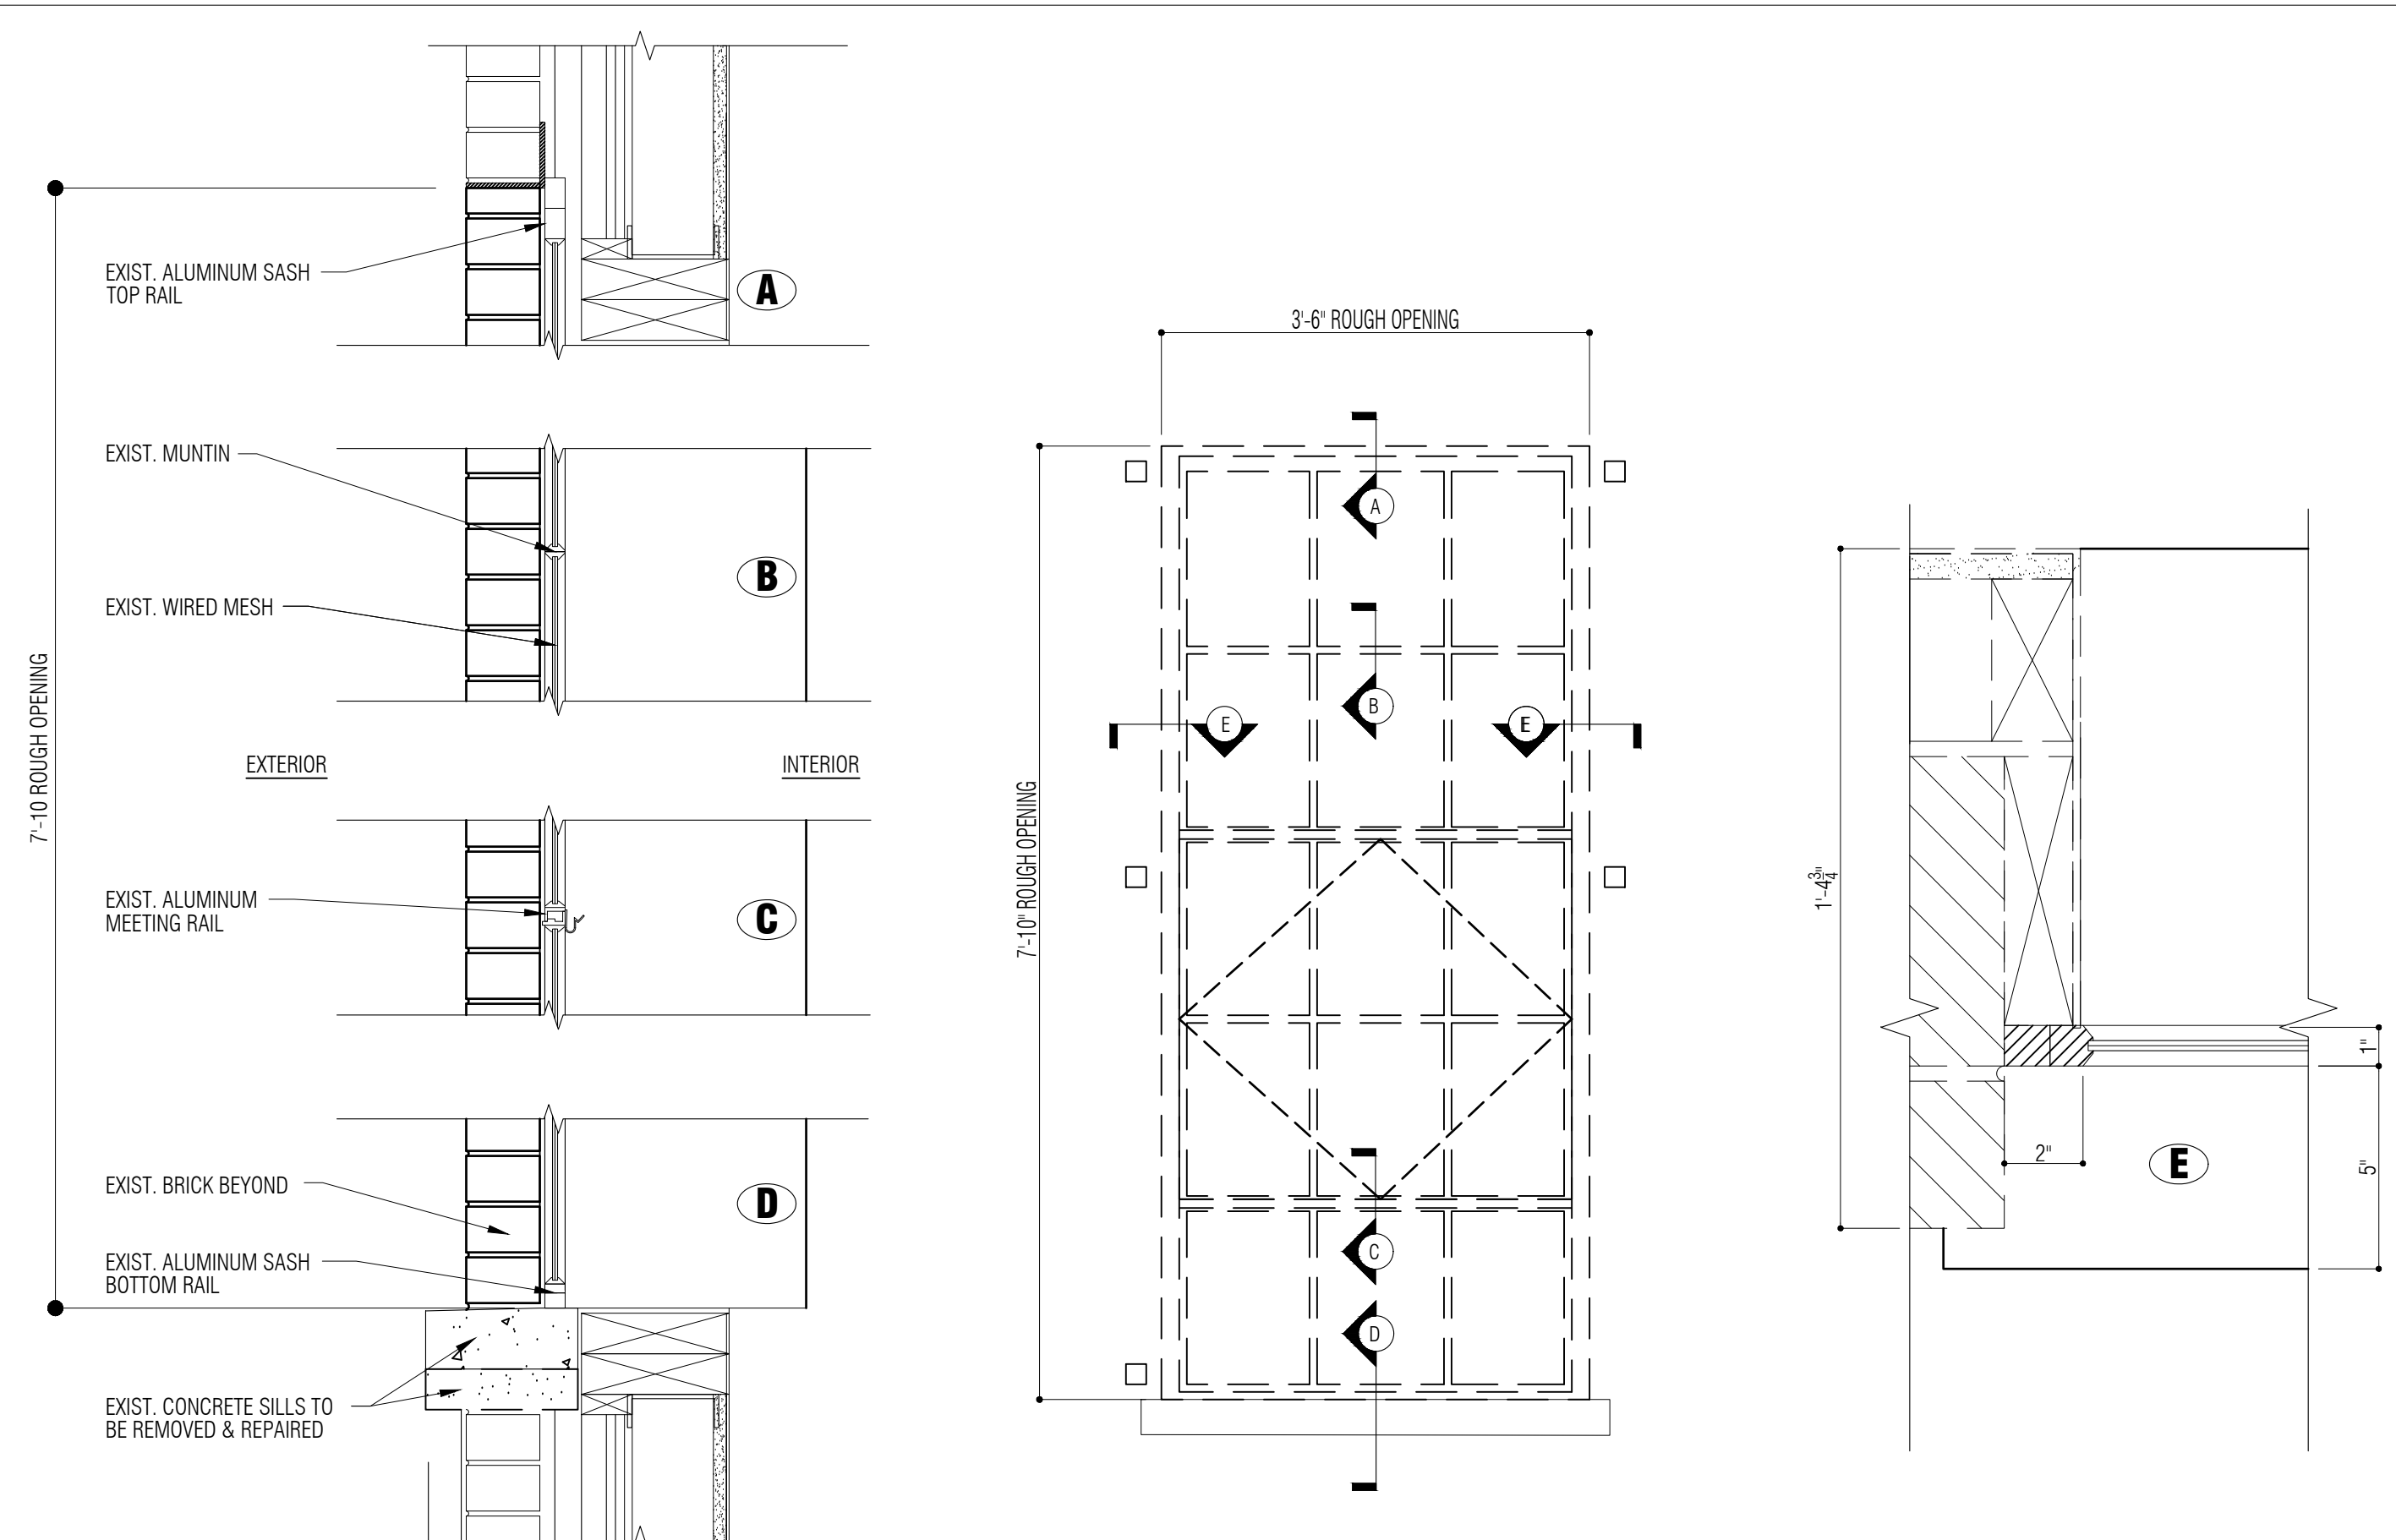 EXIST. ALUMINUM SASH
TOP RAIL
A
EXIST. MUNTIN
EXIST. WIRED MESH
B
7'-10 ROUGH OPENING
EXTERIOR
INTERIOR
EXIST. ALUMINUM
MEETING RAIL
C
EXIST. BRICK BEYOND
D
EXIST. ALUMINUM SASH
BOTTOM RAIL
EXIST. CONCRETE SILLS TO
BE REMOVED & REPAIRED
3'-6" ROUGH OPENING
7'-10" ROUGH OPENING
A
B
E
E
C
D
1'-4 3/4"
1"
2"
5"
E